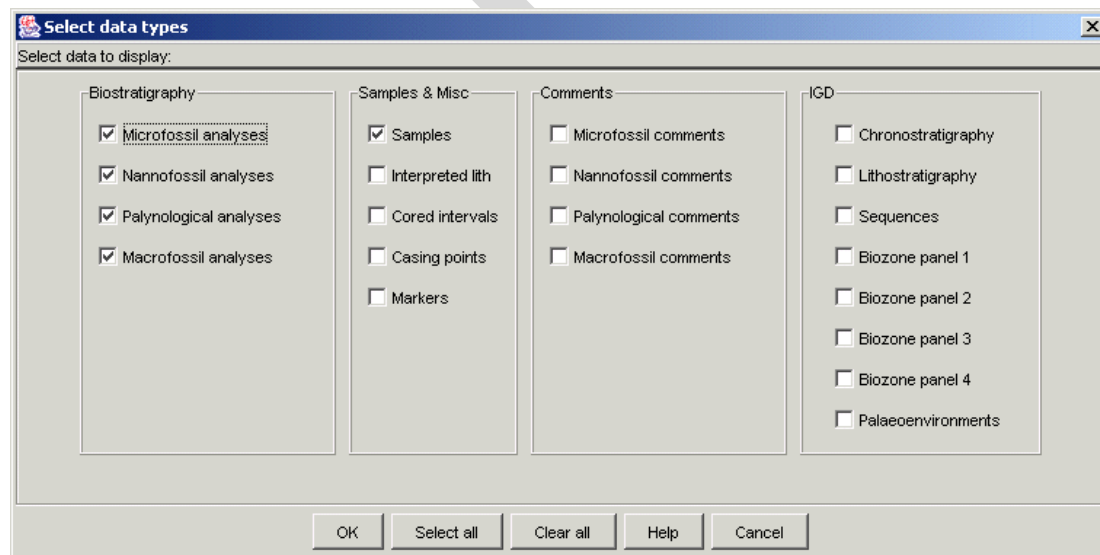 Select data types
Select data to display:
Biostratigraphy
Microfossil analyses
Nannofossil analyses
Palynological analyses
Macrofossil analyses
Samples & Misc
Samples
Interpreted lith
Cored intervals
Casing points
Markers
Comments
Microfossil comments
Nannofossil comments
Palynological comments
Macrofossil comments
IGD
Chronostratigraphy
Lithostratigraphy
Sequences
Biozone panel 1
Biozone panel 2
Biozone panel 3
Biozone panel 4
Palaeoenvironments
OK Select all Clear all Help Cancel